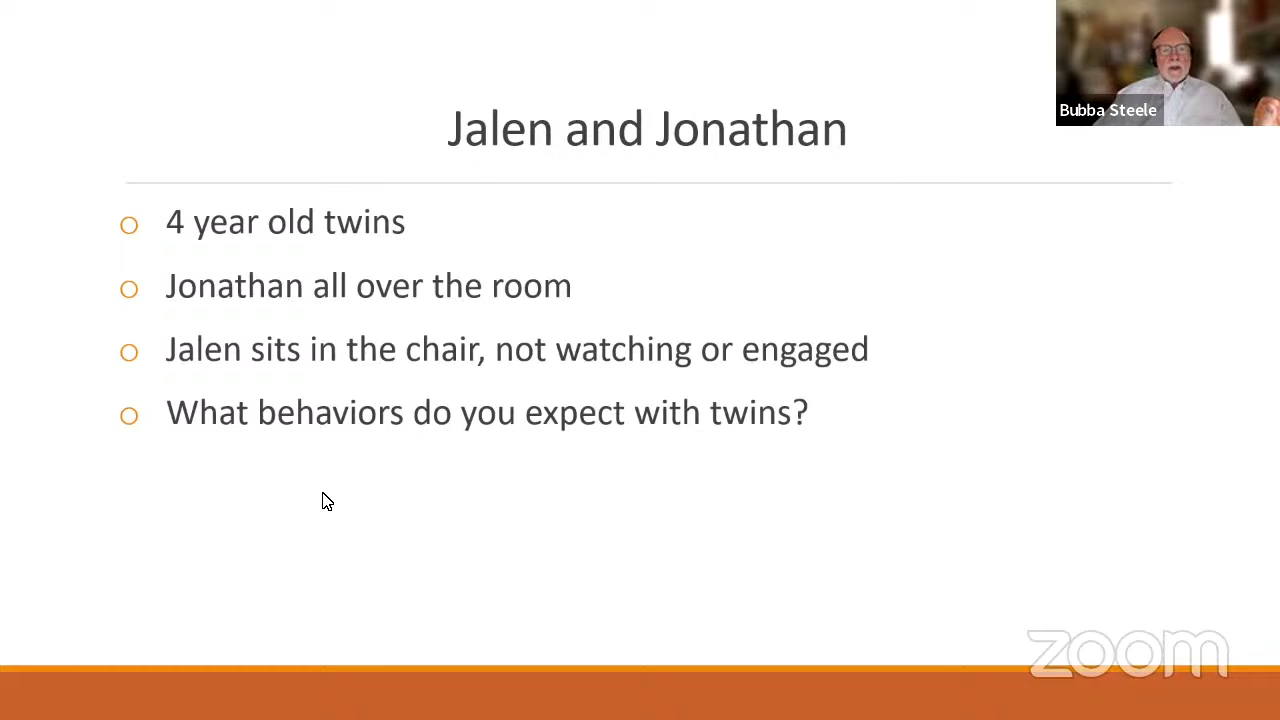 Bubba Steele
Jalen and Jonathan
4 year old twins
Jonathan all over the room
Jalen sits in the chair, not watching or engaged
What behaviors do you expect with twins?
zoom